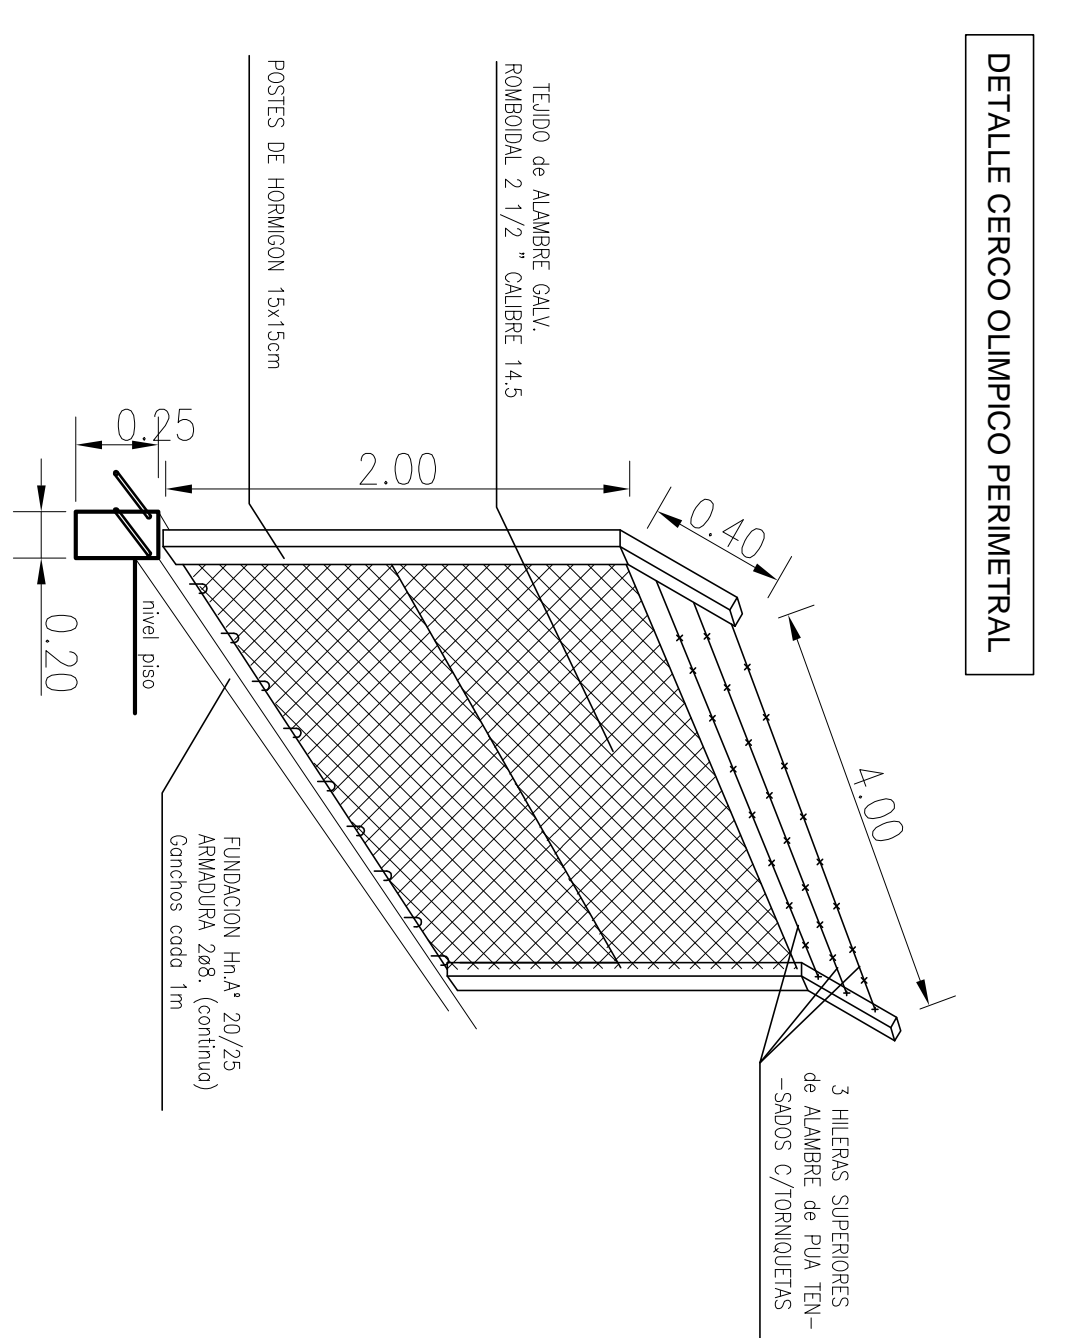 DETALLE CERCO OLIMPICO PERIMETRAL
3 HILERAS SUPERIORES
de ALAMBRE de PUA TEN-
-SADOS C/TORNIQUETAS
4.00
0.40
TEJIDO de ALAMBRE GALV.
ROMBOIDAL 2 1/2 " CALIBRE 14.5
2.00
POSTES DE HORMIGON 15x15cm
0.25
nivel piso
0.20
FUNDACION Hn.Aº 20/25
ARMADURA 2ø8. (continua)
Ganchos cada 1m